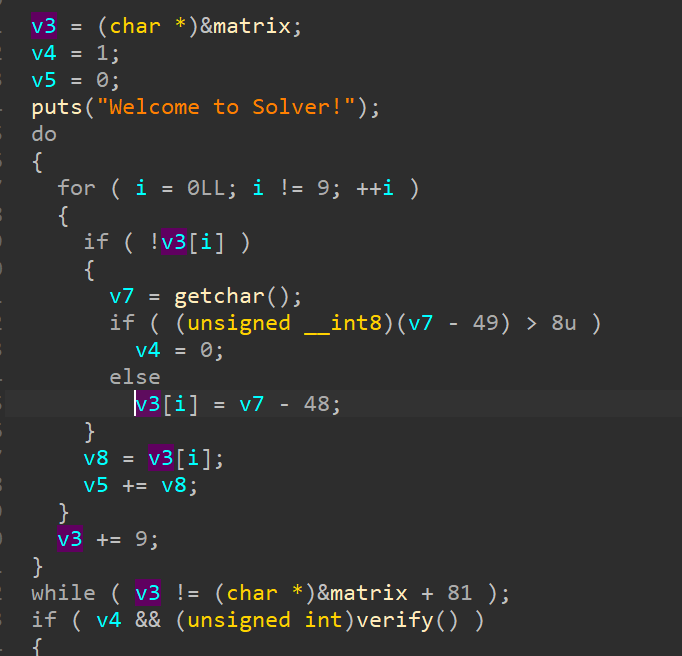 v3 = (char *)&matrix;
v4 = 1;
v5 = 0;
puts("Welcome to Solver!");
do
{
for ( i = 0LL; i != 9; ++i )
{
if ( !v3[i] )
{
v7 = getchar();
if ( (unsigned __int8)(v7 - 49) > 8u )
v4 = 0;
else
v3[i] = v7 - 48;
}
v8 = v3[i];
v5 += v8;
}
v3 += 9;
}
while ( v3 != (char *)&matrix + 81 );
if ( v4 && (unsigned int)verify() )
{